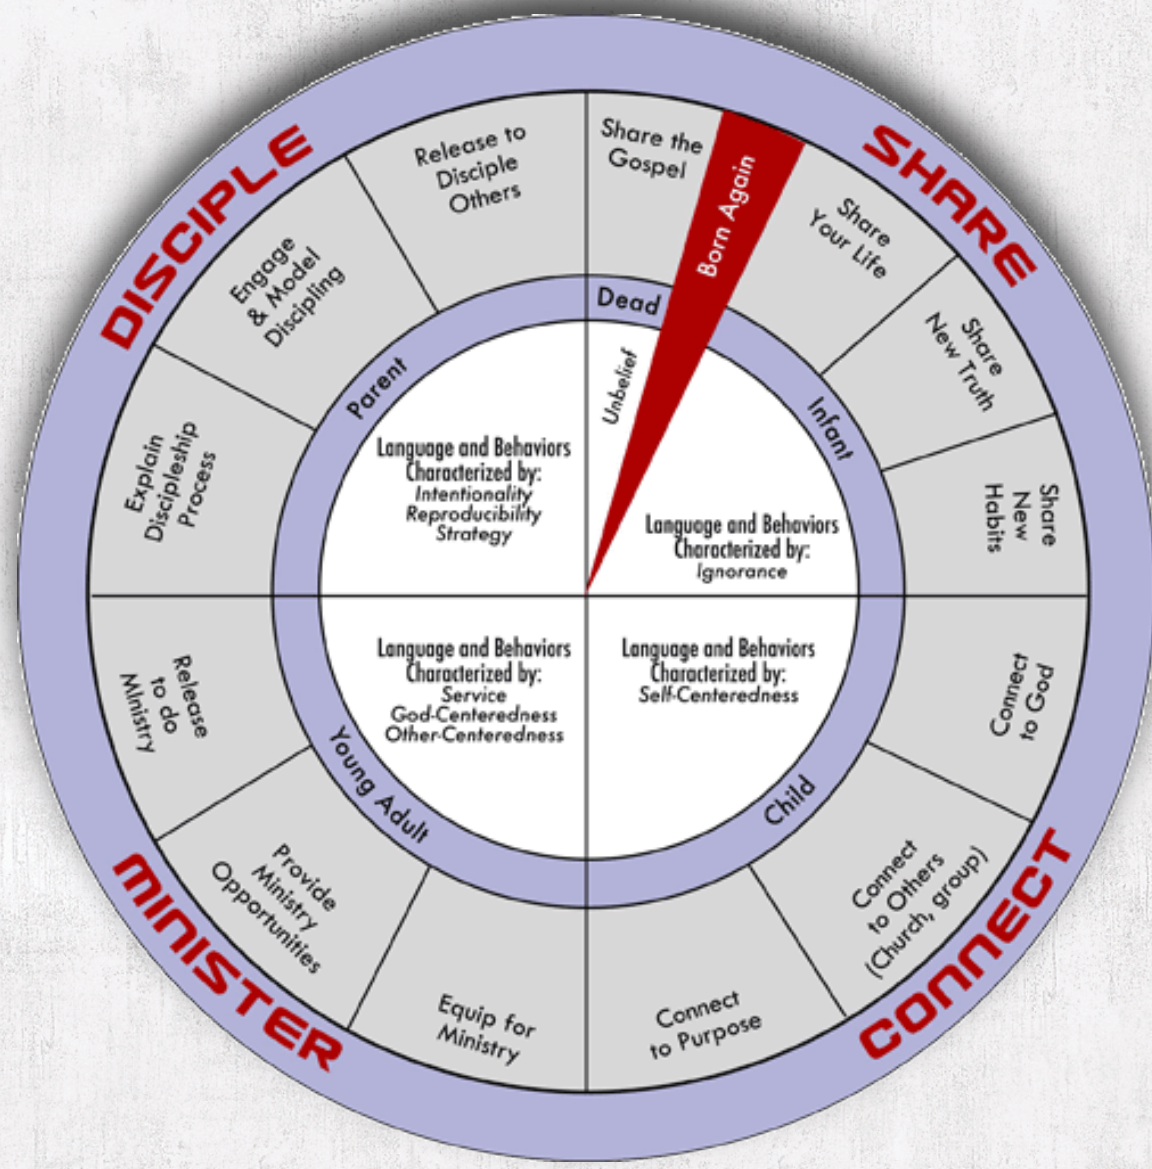 SHARE
Share the
Gospel
Born Again
Share
Your Life
Share
New Truth
Share
New
Habits
Dead
Unbelief
Infant
Language and Behaviors
Characterized by:
Ignorance
CONNECT
Connect
to God
Connect
to Others
(Church, group)
Connect
to Purpose
Child
Language and Behaviors
Characterized by:
Self-Centeredness
MINISTER
Equip for
Ministry
Provide
Ministry
Opportunities
Release
to do
Ministry
Young Adult
Language and Behaviors
Characterized by:
Service
God-Centeredness
Other-Centeredness
DISCIPLE
Explain
Discipleship
Process
Engage
& Model
Discipling
Release to
Disciple
Others
Parent
Language and Behaviors
Characterized by:
Intentionality
Reproducibility
Strategy